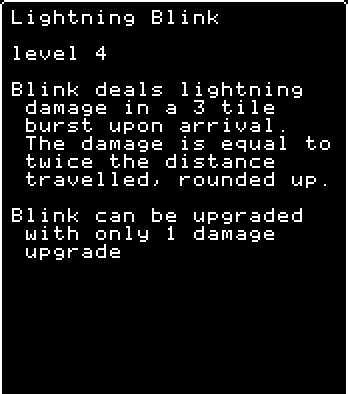 Lightning Blink
level 4
Blink deals lightning
damage in a 3 tile
burst upon arrival.
The damage is equal to
twice the distance
travelled, rounded up.
Blink can be upgraded
with only 1 damage
upgrade